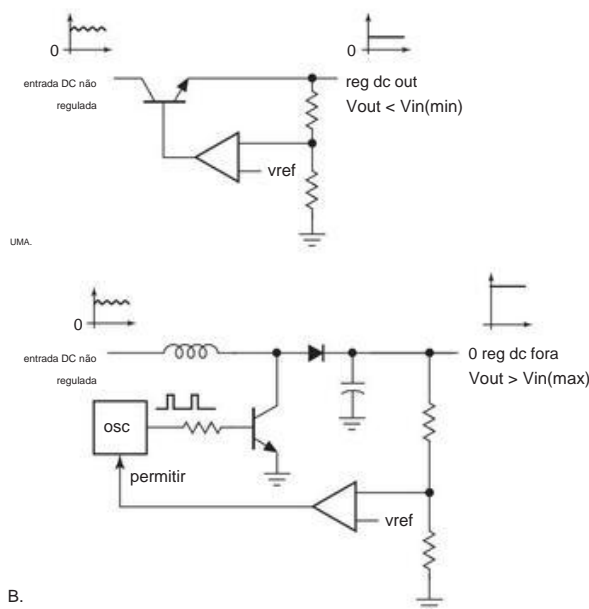 0
0
entrada DC não
regulada
reg dc out
Vout < Vin(min)
vref
UMA.
0
entrada DC não
regulada
0 reg dc fora
Vout > Vin(max)
osc
permitir
vref
B.